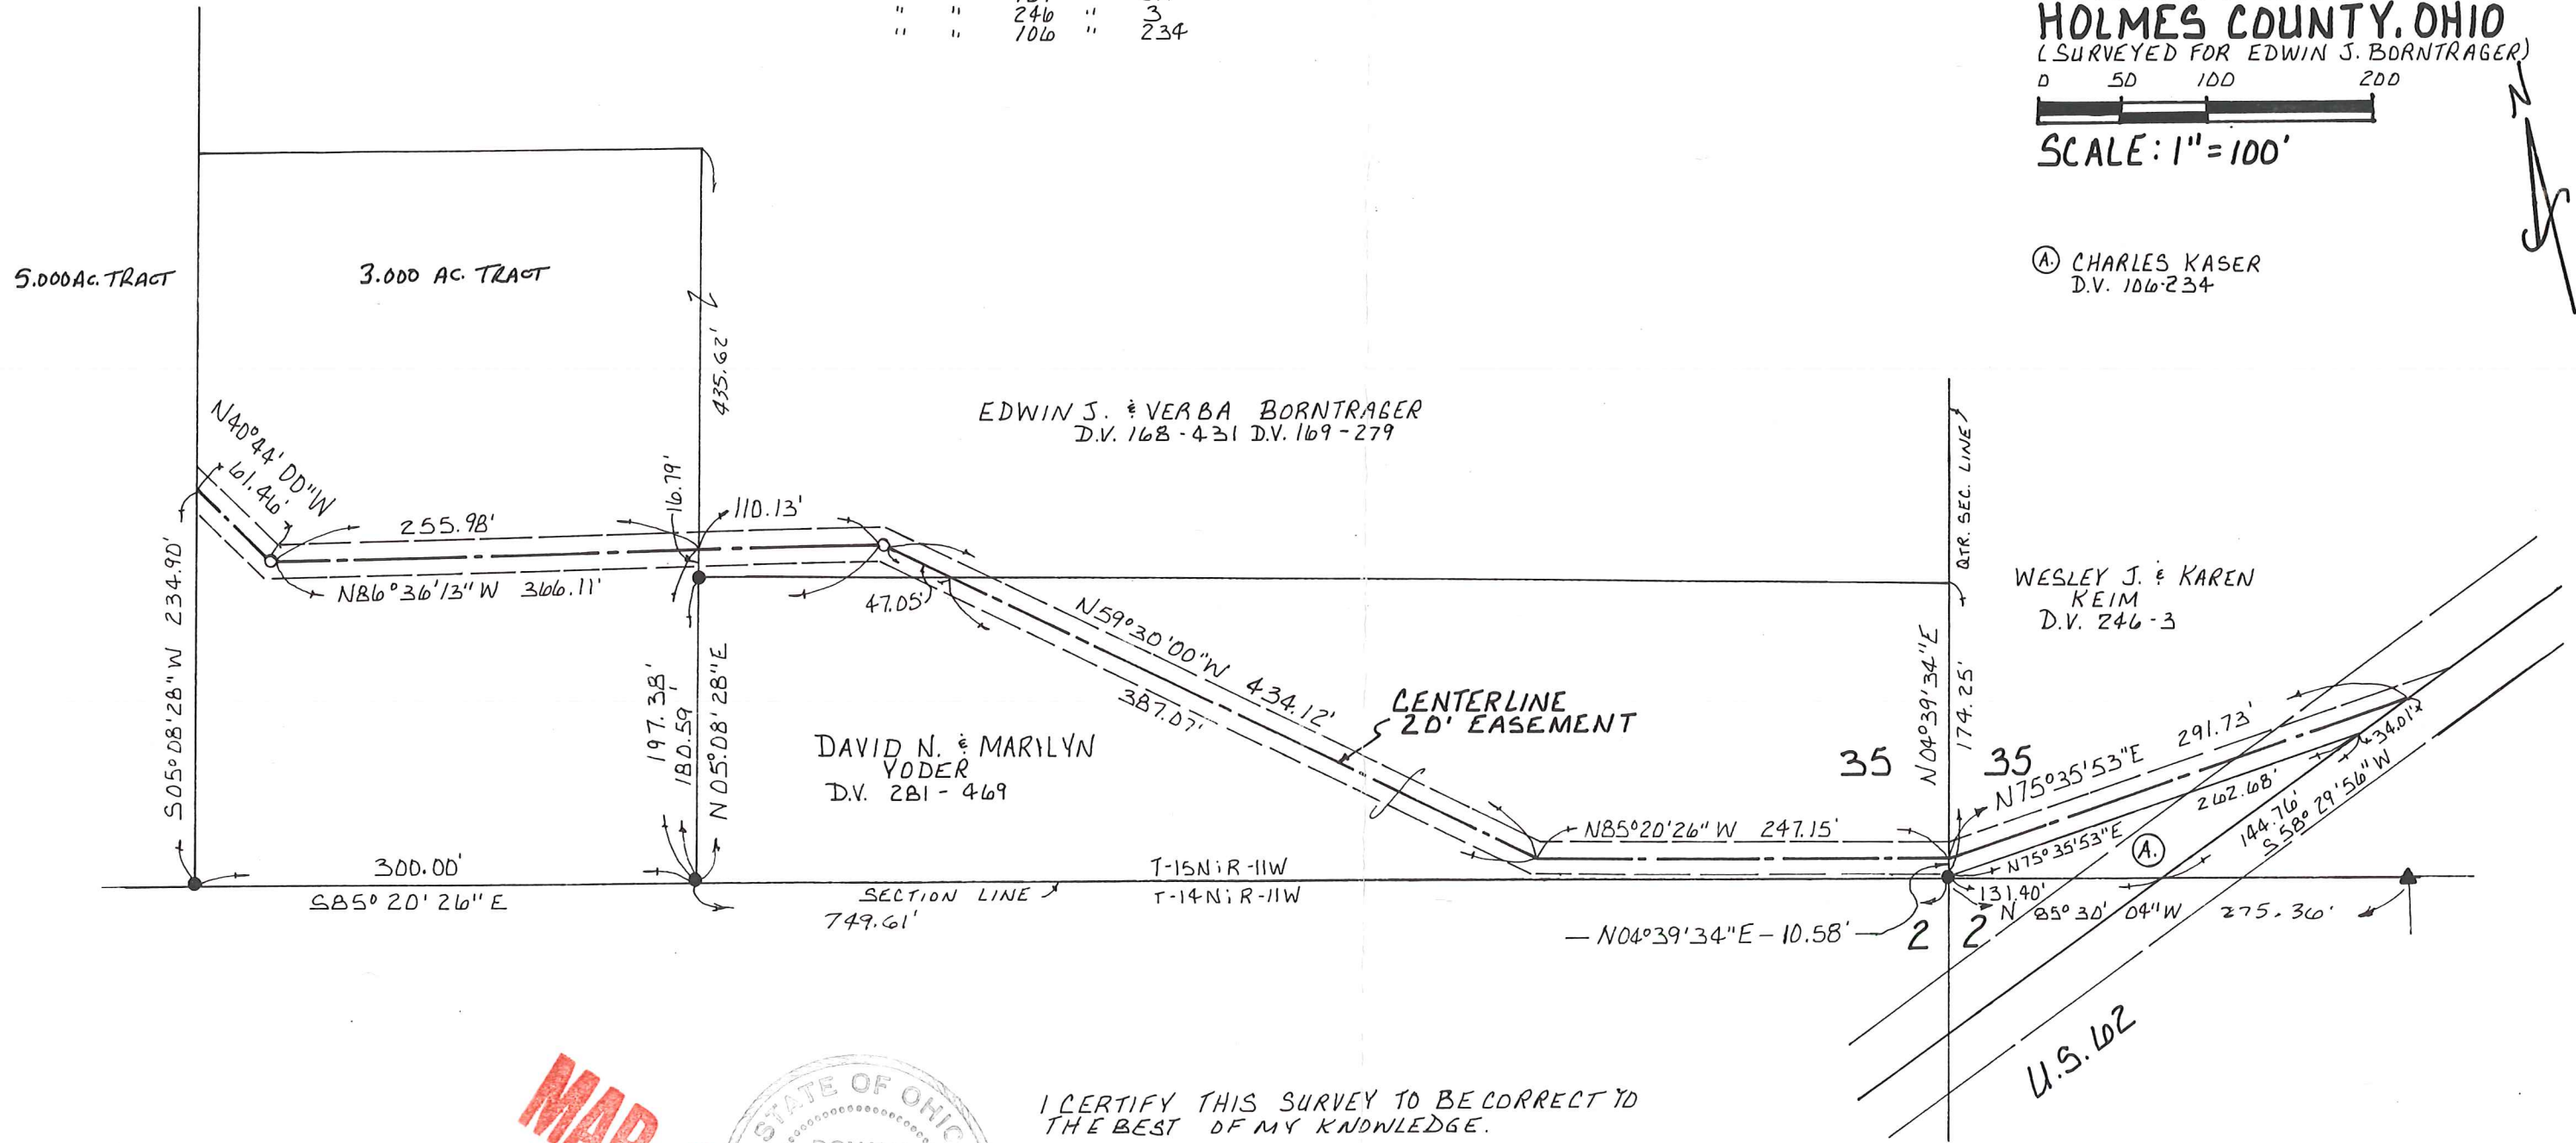 " " 246 " 3
" " 106 " 234
HOLMES COUNTY, OHIO
(SURVEYED FOR EDWIN J. BORNTRAGER)
0 50 100 200
N
SCALE: 1"=100'
(A.) CHARLES KASER
D.V. 106-234
5.000 AC. TRACT
3.000 AC. TRACT
435.62'
EDWIN J. & VERBA BORNTRAGER
D.V. 168-431 D.V. 169-279
N40°44'00"W
61.46'
255.98'
N86°36'13"W 366.11'
16.79'
110.13'
47.05'
S05°08'28"W 234.90'
197.38'
180.59'
N05°08'28"E
N59°30'00"W 434.12'
387.07'
CENTERLINE
20' EASEMENT
DAVID N. & MARILYN
YODER
D.V. 281-469
QTR. SEC. LINE
WESLEY J. & KAREN
KEIM
D.V. 246-3
N04°39'34"E
174.25'
35
35
N75°35'53"E 291.73'
34.01'
262.68'
N75°35'53"E
144.76'
S58°29'56"W
(A.)
N85°20'26"W 247.15'
300.00'
S85°20'26"E
SECTION LINE
749.61'
T-15N; R-11W
T-14N; R-11W
131.40'
N 85°30'04"W 275.36'
N04°39'34"E-10.58'
2
2
U.S. 62
MAP
STATE OF OHIO
I CERTIFY THIS SURVEY TO BE CORRECT TO
THE BEST OF MY KNOWLEDGE.